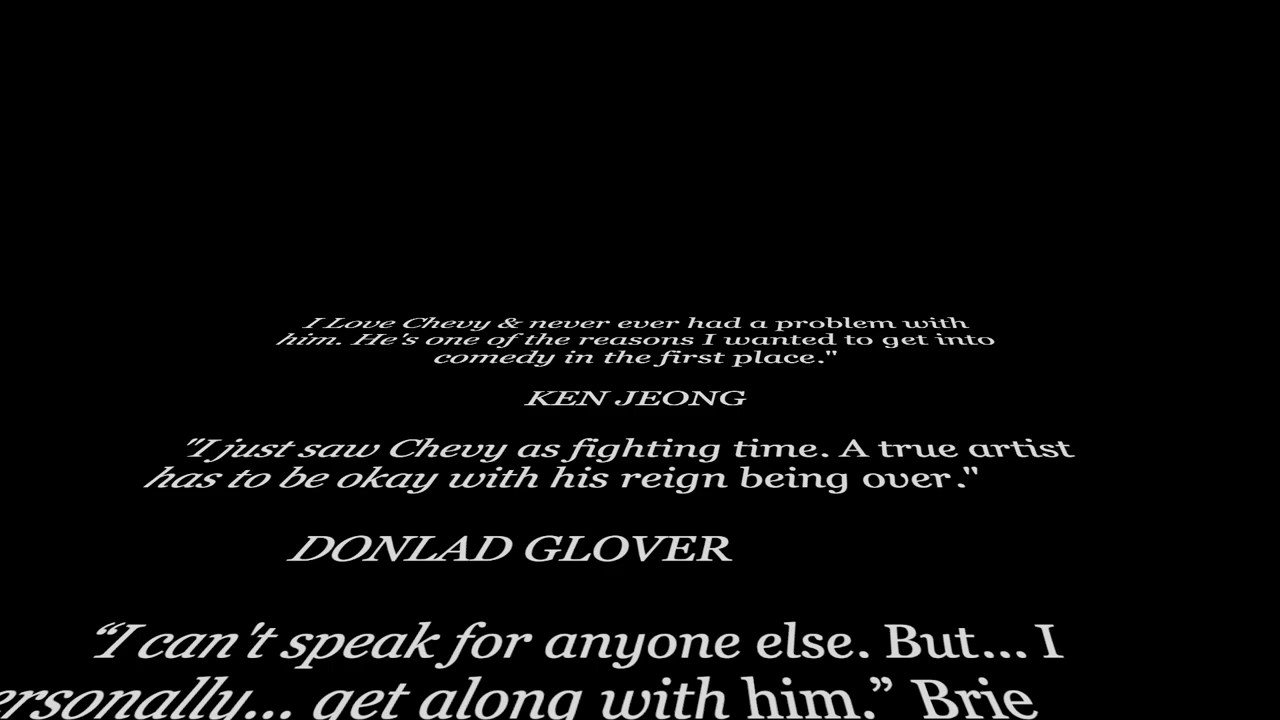 I Love Chevy & never ever had a problem with
him. He's one of the reasons I wanted to get into
comedy in the first place."
KEN JEONG
"I just saw Chevy as fighting time. A true artist
has to be okay with his reign being over."
DONLAD GLOVER
“I can't speak for anyone else. But... I
ersonally... get along with him.” Brie